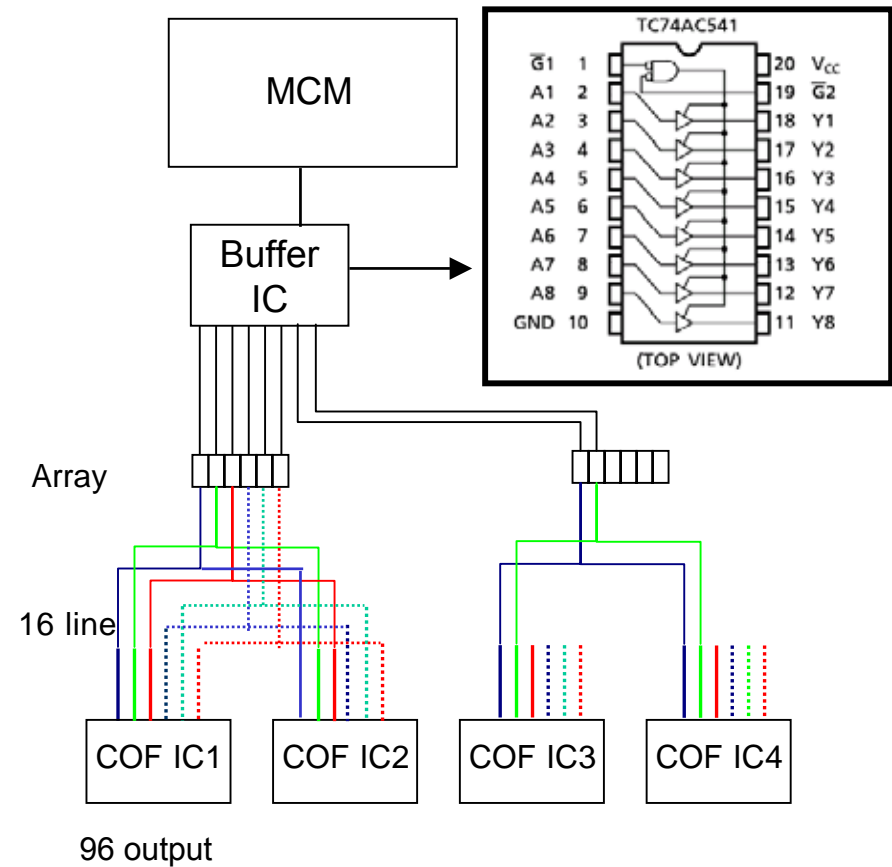 TC74AC541
G1 1 20 VCC
A1 2 19 G2
A2 3 18 Y1
A3 4 17 Y2
A4 5 16 Y3
A5 6 15 Y4
A6 7 14 Y5
A7 8 13 Y6
A8 9 12 Y7
GND 10 11 Y8
(TOP VIEW)
MCM
Buffer
IC
Array
16 line
COF IC1 COF IC2 COF IC3 COF IC4
96 output